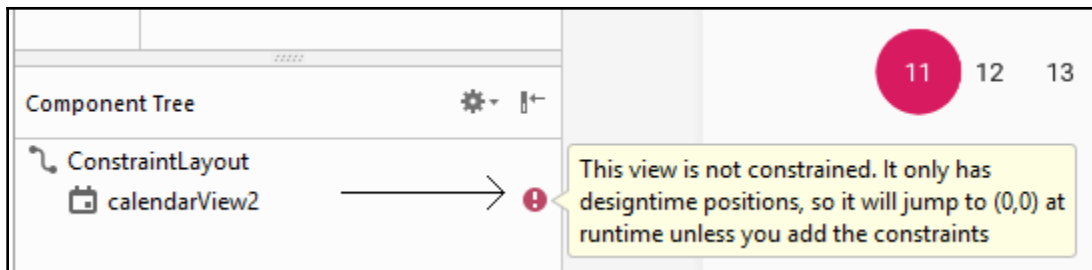 11 12 13
Component Tree
ConstraintLayout
calendarView2
This view is not constrained. It only has
designtime positions, so it will jump to (0,0) at
runtime unless you add the constraints